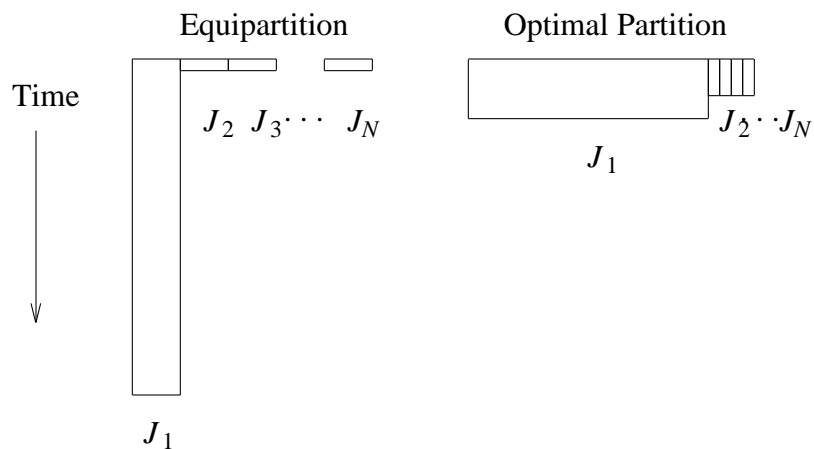 Equipartition
Optimal Partition
Time
J2 J3 · · · JN
J2 · · · JN
J1
J1